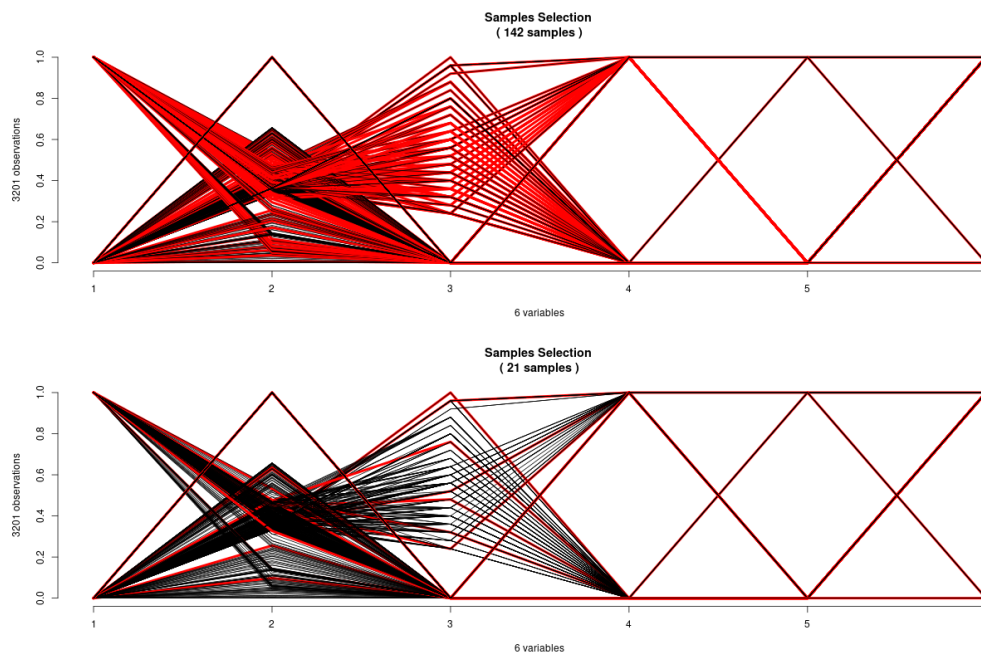 Samples Selection
( 142 samples )
3201 observations
1.0
0.8
0.6
0.4
0.2
0.0
1 2 3 4 5
6 variables
Samples Selection
( 21 samples )
3201 observations
1.0
0.8
0.6
0.4
0.2
0.0
1 2 3 4 5
6 variables